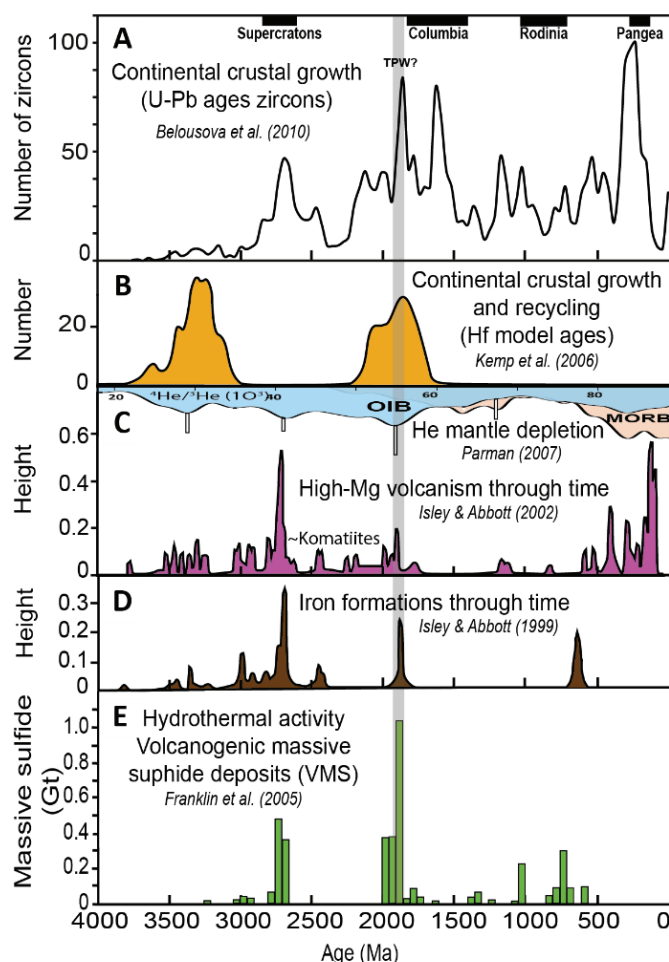 100
A
Supercratons
Columbia
Rodinia
Pangea
TPW?
Continental crustal growth
(U-Pb ages zircons)
Belousova et al. (2010)
Number of zircons
50
0
B
Continental crustal growth
and recycling
(Hf model ages)
Kemp et al. (2006)
Number
20
0
20
⁴He/³He (10³)
40
60
80
OIB
MORB
C
He mantle depletion
Parman (2007)
0.6
High-Mg volcanism through time
Isley & Abbott (2002)
Height
0.4
~Komatiites
0.2
0
D
Iron formations through time
Isley & Abbott (1999)
Height
0.3
0.2
0.1
0
E
Hydrothermal activity
Volcanogenic massive
suphide deposits (VMS)
Franklin et al. (2005)
Massive sulfide
(Gt)
1.0
0.8
0.6
0.4
0.2
0
4000 3500 3000 2500 2000 1500 1000 500 0
Age (Ma)